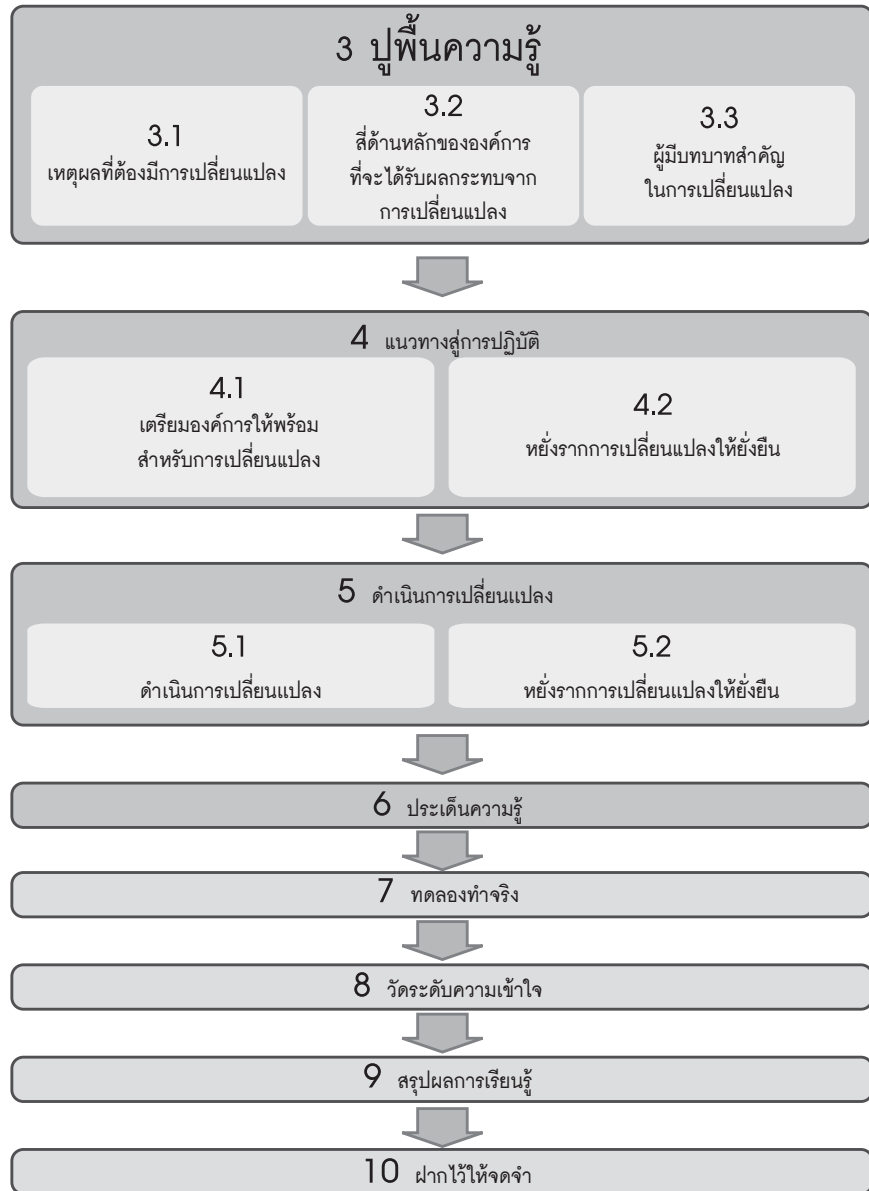 3 ปูพื้นความรู้
3.1
เหตุผลที่ต้องมีการเปลี่ยนแปลง
3.2
สี่ด้านหลักขององค์การ
ที่จะได้รับผลกระทบจาก
การเปลี่ยนแปลง
3.3
ผู้มีบทบาทสำคัญ
ในการเปลี่ยนแปลง
4 แนวทางสู่การปฏิบัติ
4.1
เตรียมองค์การให้พร้อม
สำหรับการเปลี่ยนแปลง
4.2
หยั่งรากการเปลี่ยนแปลงให้ยั่งยืน
5 ดำเนินการเปลี่ยนแปลง
5.1
ดำเนินการเปลี่ยนแปลง
5.2
หยั่งรากการเปลี่ยนแปลงให้ยั่งยืน
6 ประเด็นความรู้
7 ทดลองทำจริง
8 วัดระดับความเข้าใจ
9 สรุปผลการเรียนรู้
10 ฝากไว้ให้จดจำ